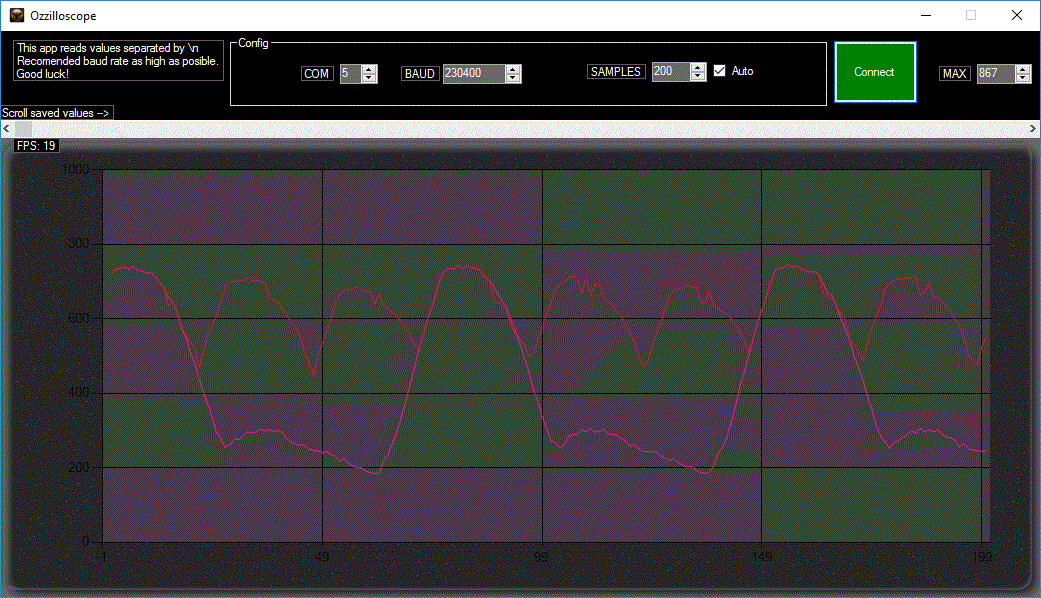 Ozzilloscope
This app reads values separated by \n
Recomended baud rate as high as posible.
Good luck!
Config
COM 5 BAUD 230400 SAMPLES 200 Auto
Connect
MAX 867
Scroll saved values -->
FPS: 19
1000
800
600
400
200
0
-1 49 99 149 199